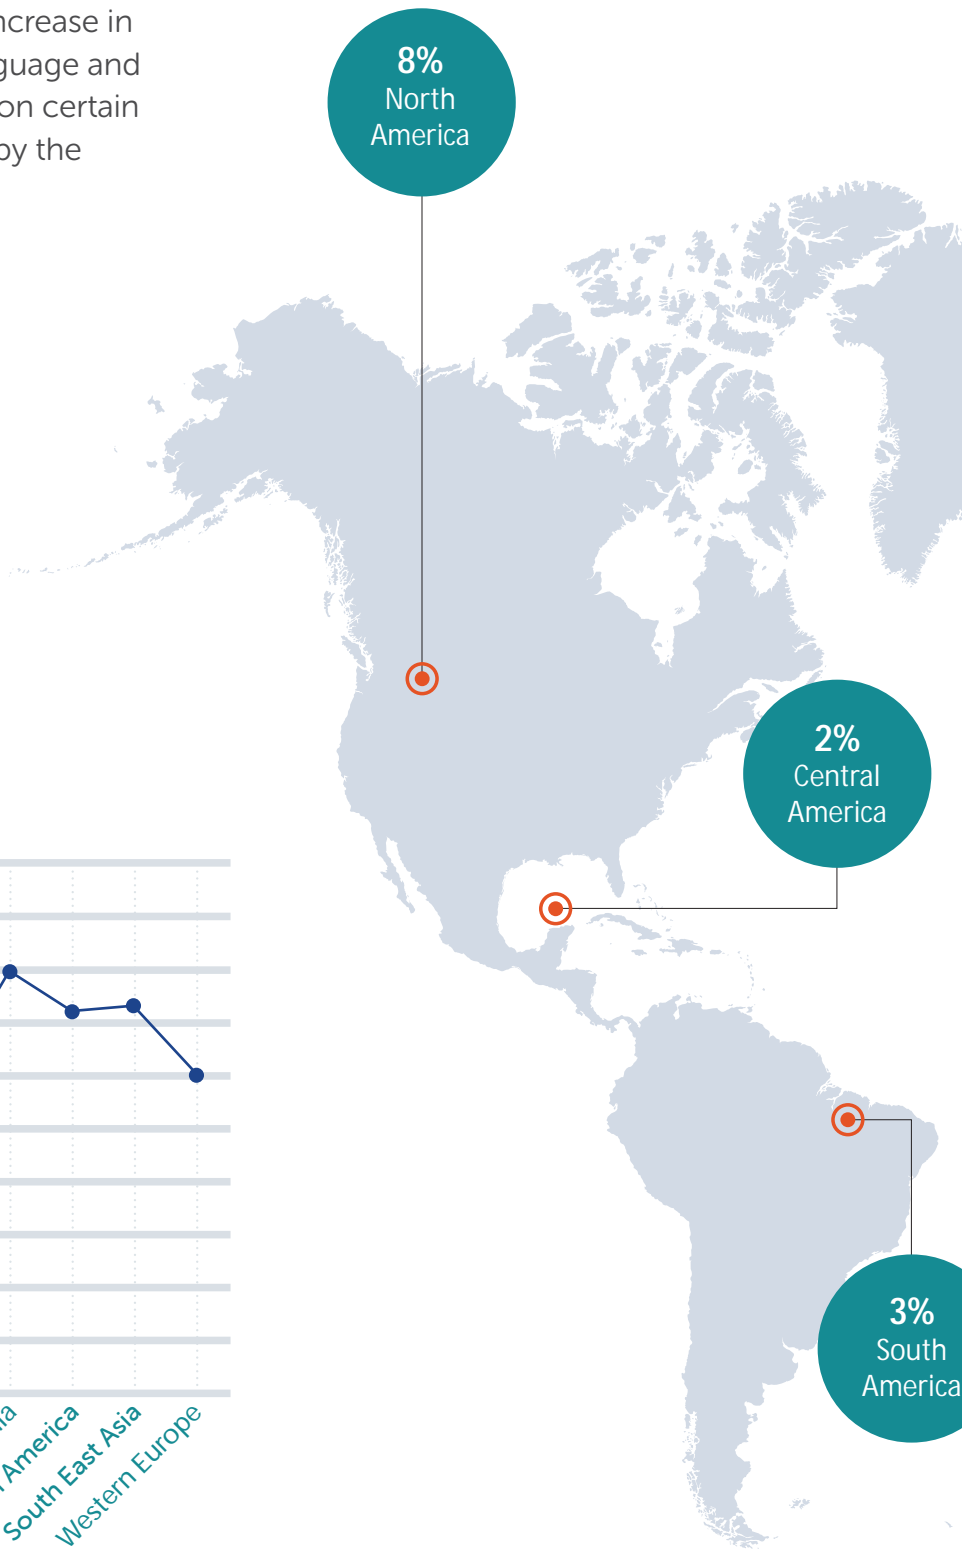 ncrease in
guage and
on certain
by the
8%
North
America
2%
Central
America
3%
South
America
America
South East Asia
Western Europe